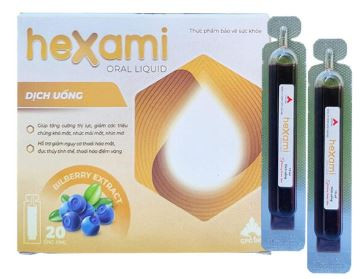 Thực phẩm bảo vệ sức khỏe
hexami
ORAL LIQUID
DỊCH UỐNG
Giúp tăng cường thị lực, giảm các triệu
chứng khô mắt, nhức mỏi mắt, nhìn mờ
Hỗ trợ giảm nguy cơ thoái hóa mắt,
đục thủy tinh thể, thoái hóa điểm vàng
BILBERRY EXTRACT
20
hexami
hexami